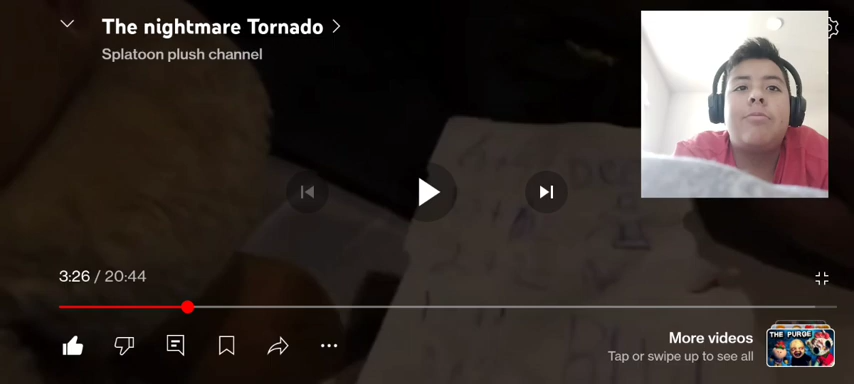 The nightmare Tornado
Splatoon plush channel
3:26 / 20:44
More videos
Tap or swipe up to see all
THE PURGE